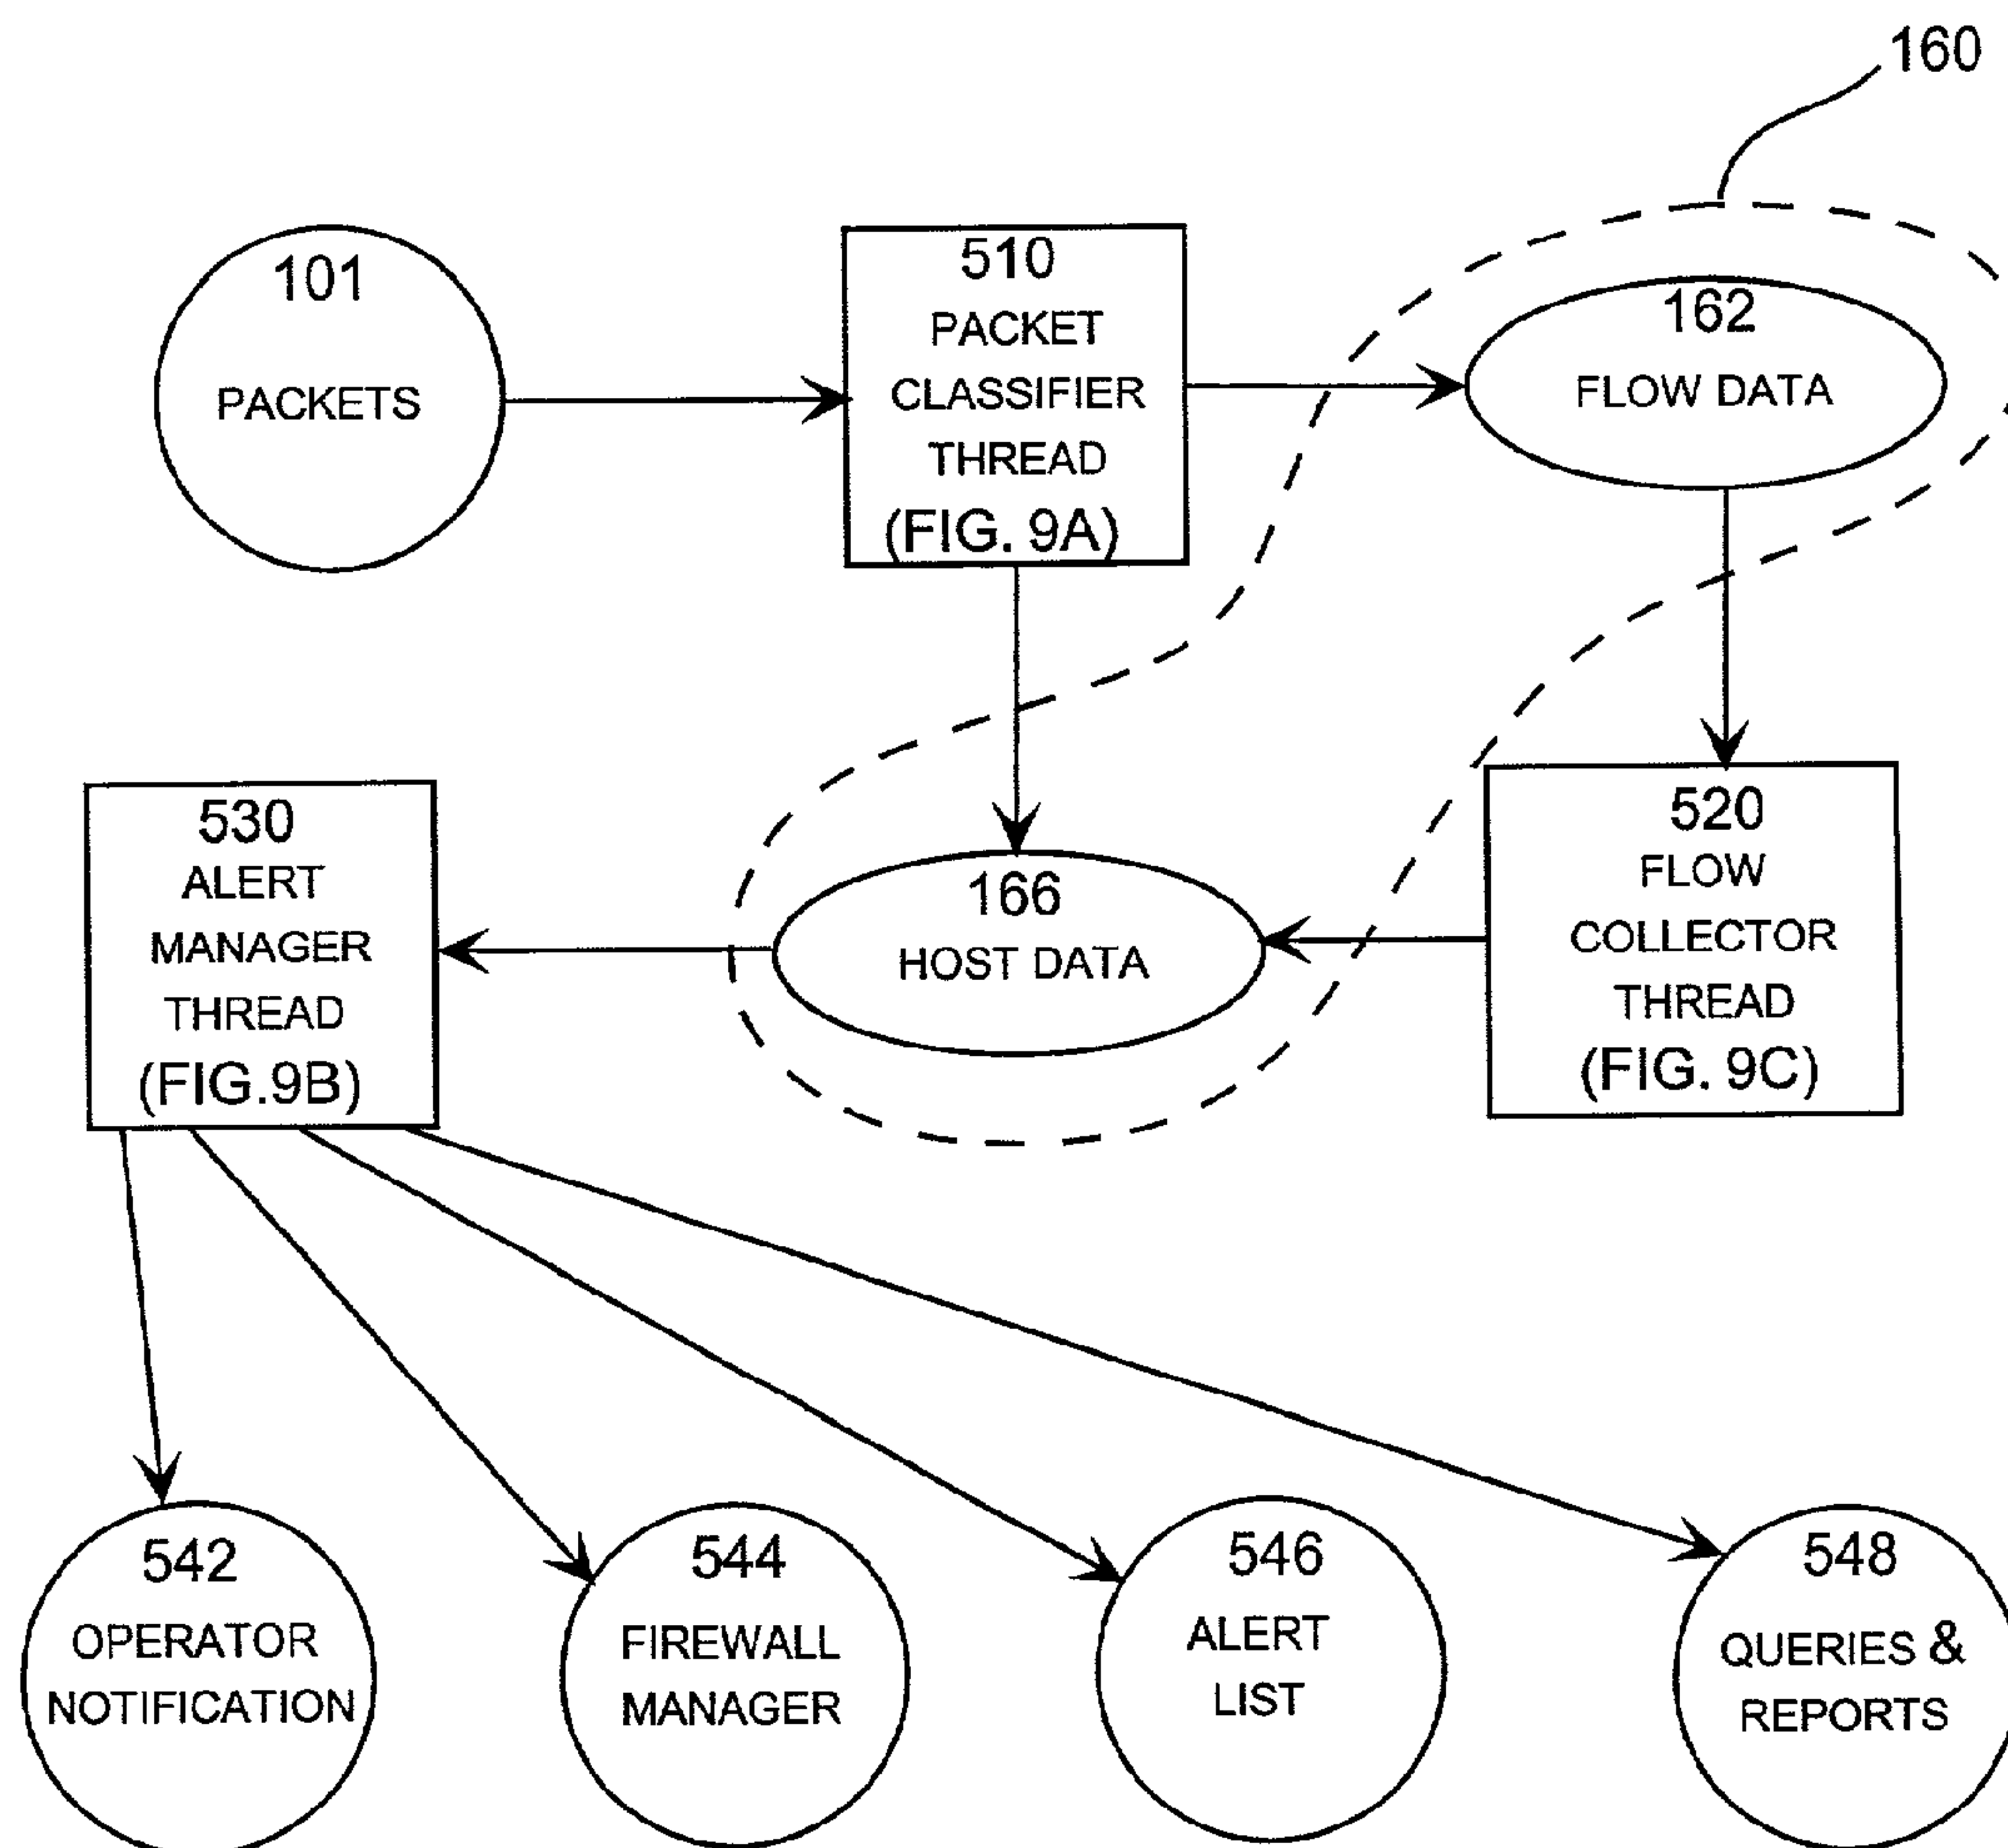 160
101
PACKETS
510
PACKET
CLASSIFIER
THREAD
(FIG. 9A)
162
FLOW DATA
530
ALERT
MANAGER
THREAD
(FIG.9B)
166
HOST DATA
520
FLOW
COLLECTOR
THREAD
(FIG. 9C)
542
OPERATOR
NOTIFICATION
544
FIREWALL
MANAGER
546
ALERT
LIST
548
QUERIES &
REPORTS